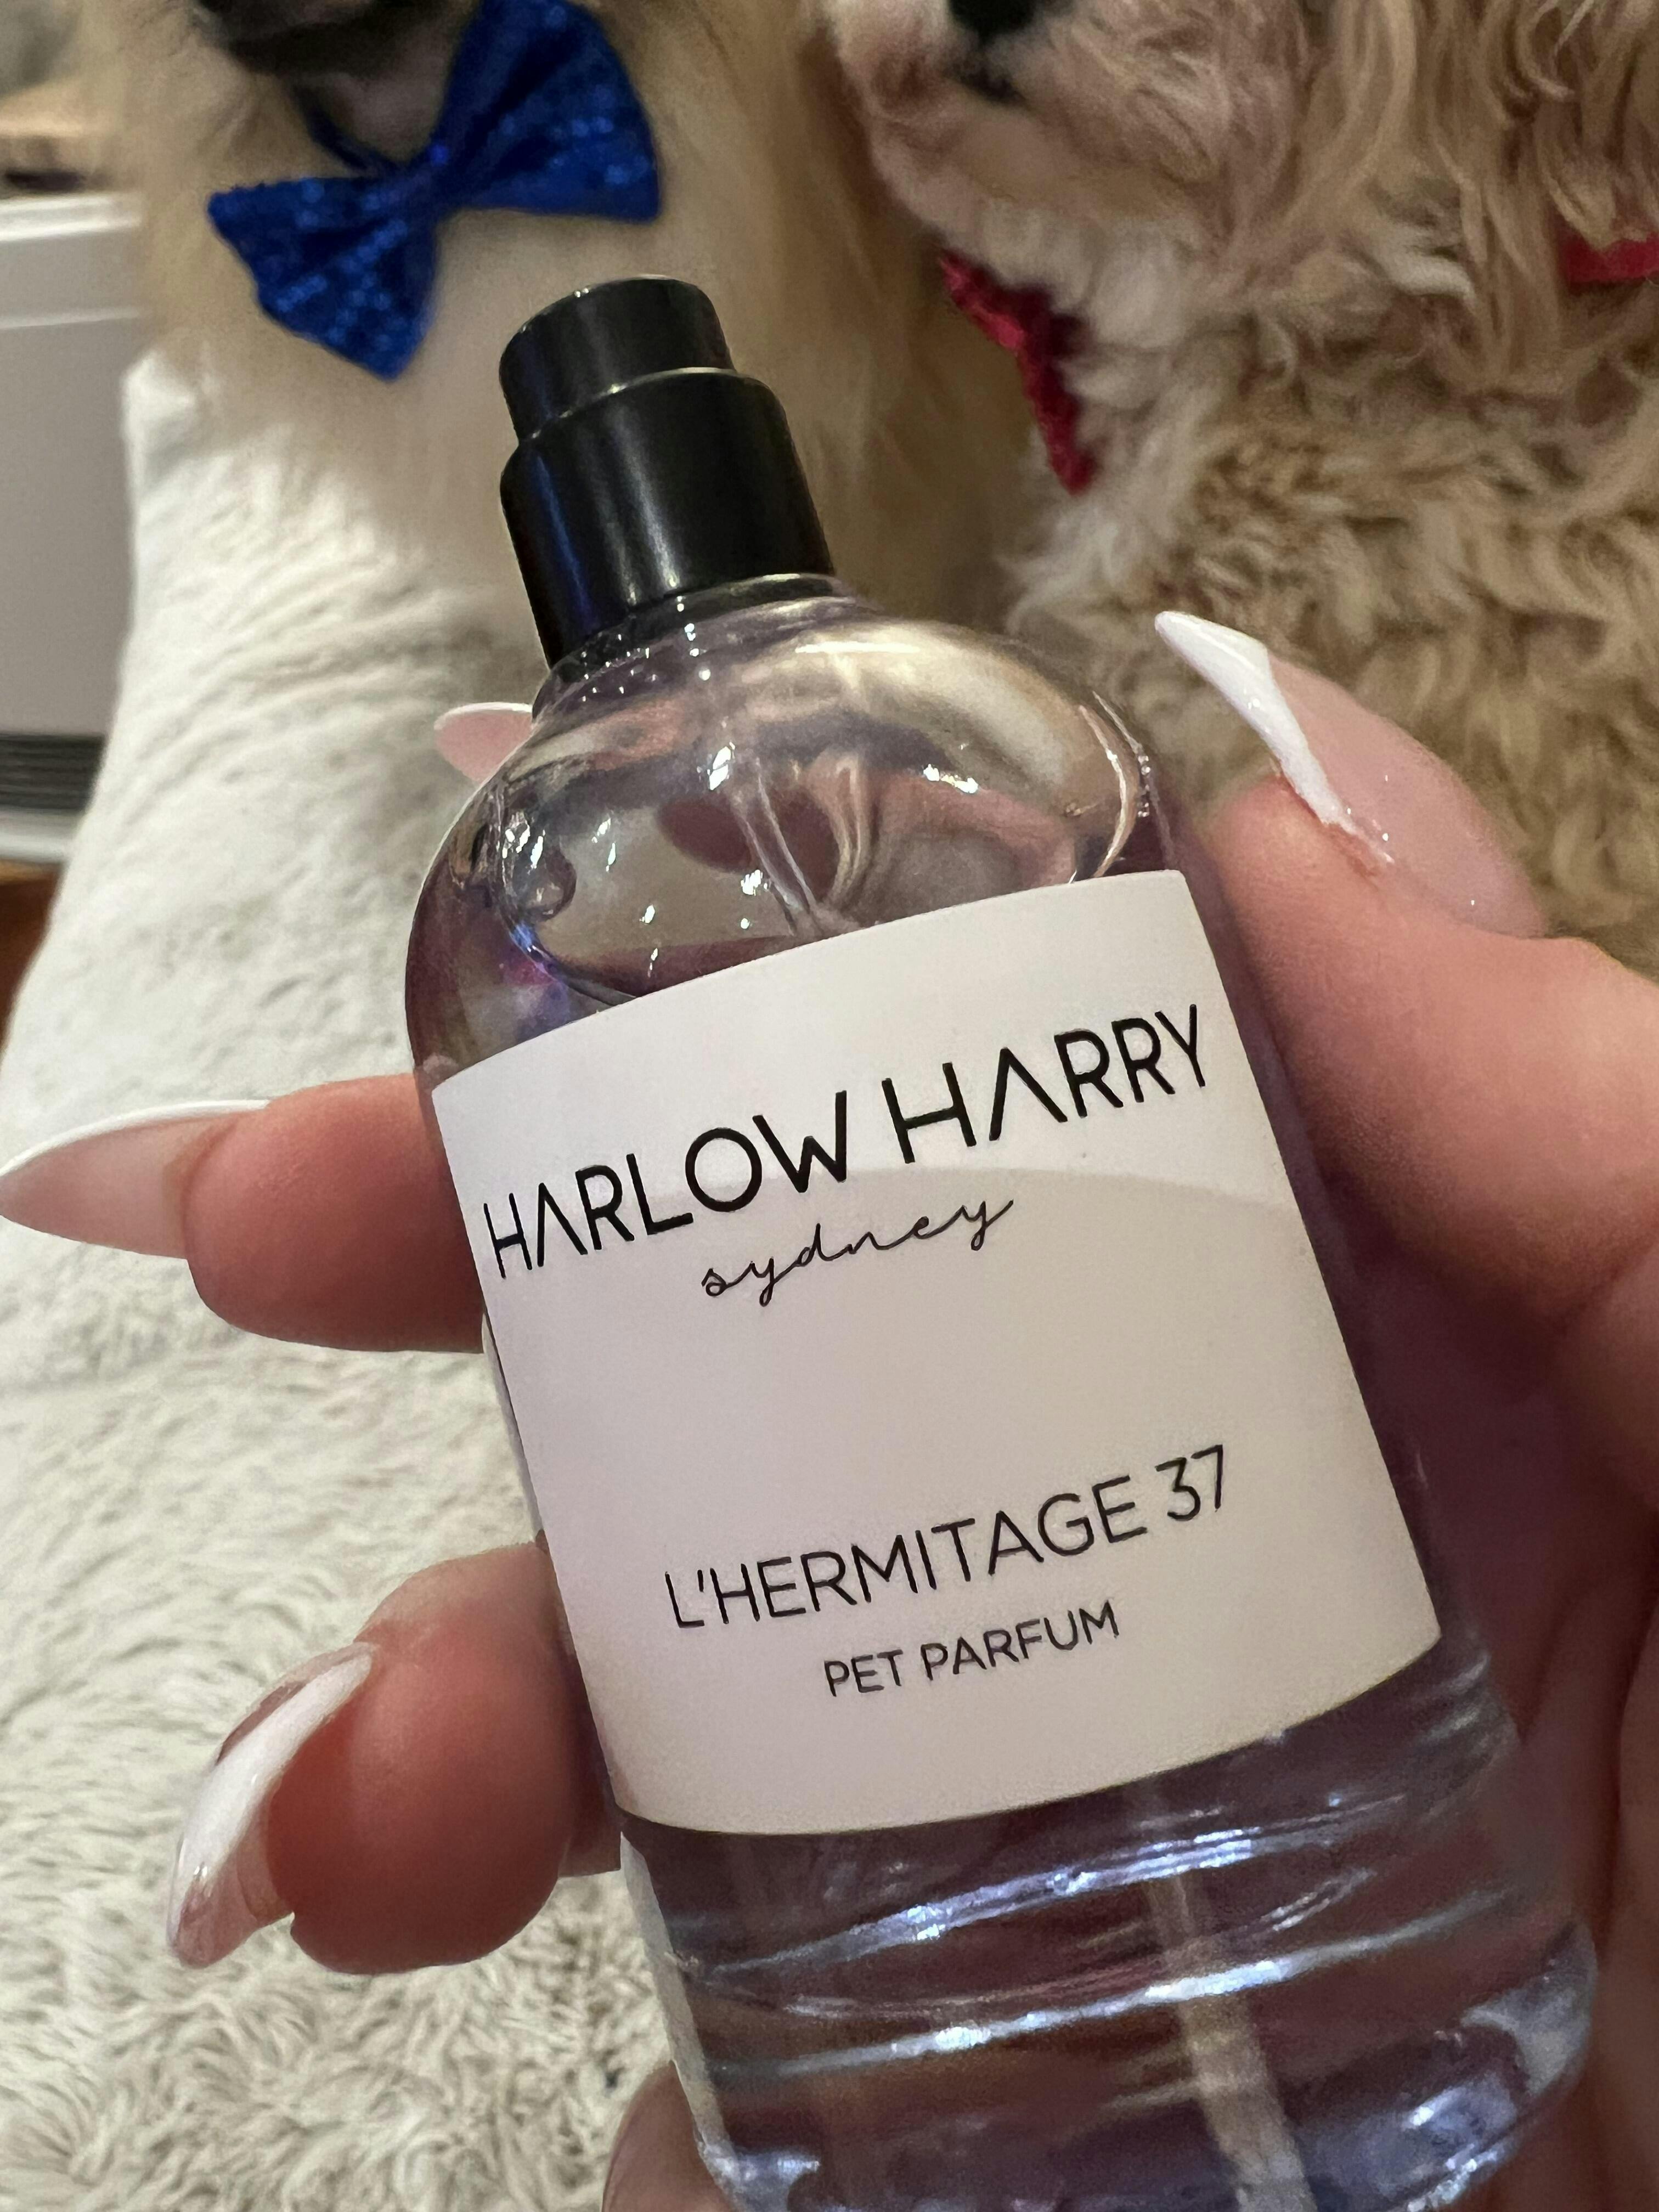 HARLOW HARRY
sydney
L'HERMITAGE 37
PET PARFUM